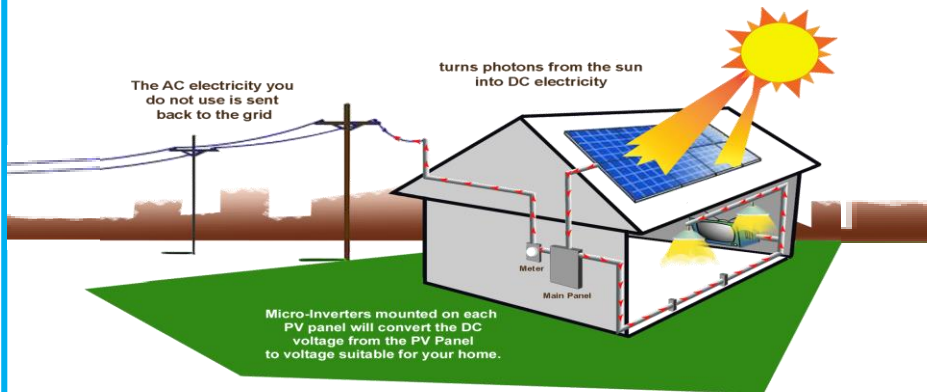 The AC electricity you
do not use is sent
back to the grid
turns photons from the sun
into DC electricity
Meter
Main Panel
Micro-Inverters mounted on each
PV panel will convert the DC
voltage from the PV Panel
to voltage suitable for your home.